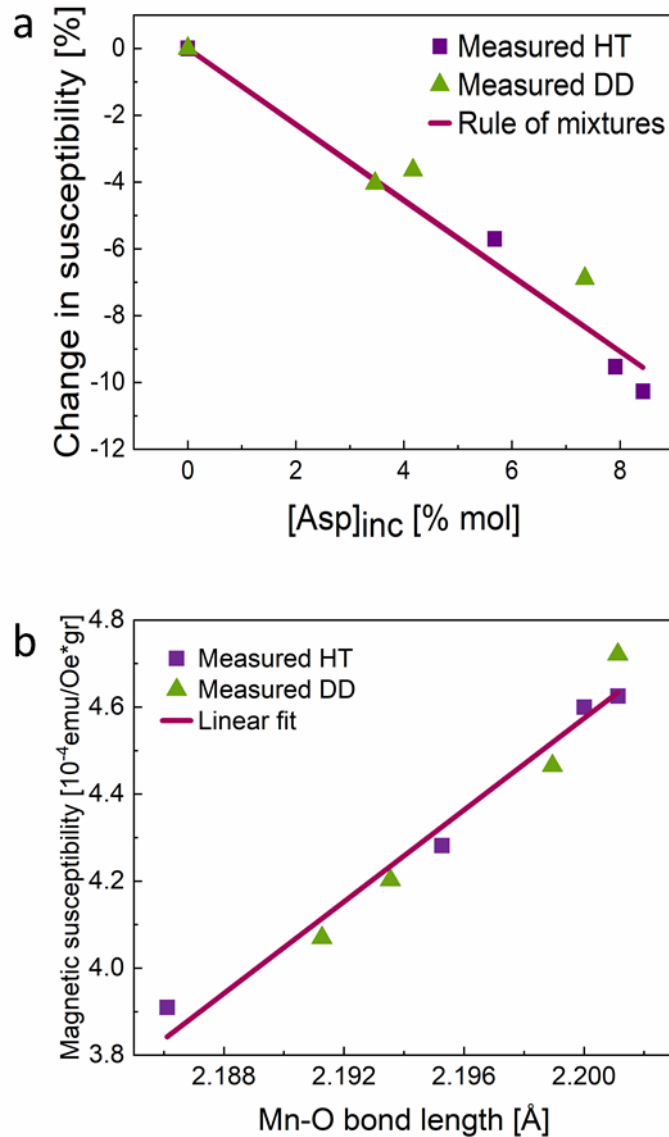 a
Change in susceptibility [%]
0
-2
-4
-6
-8
-10
-12
Measured HT
Measured DD
Rule of mixtures
0 2 4 6 8
[Asp]inc [% mol]
b
Magnetic susceptibility [10-4emu/Oe*gr]
4.8
4.6
4.4
4.2
4.0
3.8
Measured HT
Measured DD
Linear fit
2.188 2.192 2.196 2.200
Mn-O bond length [Å]